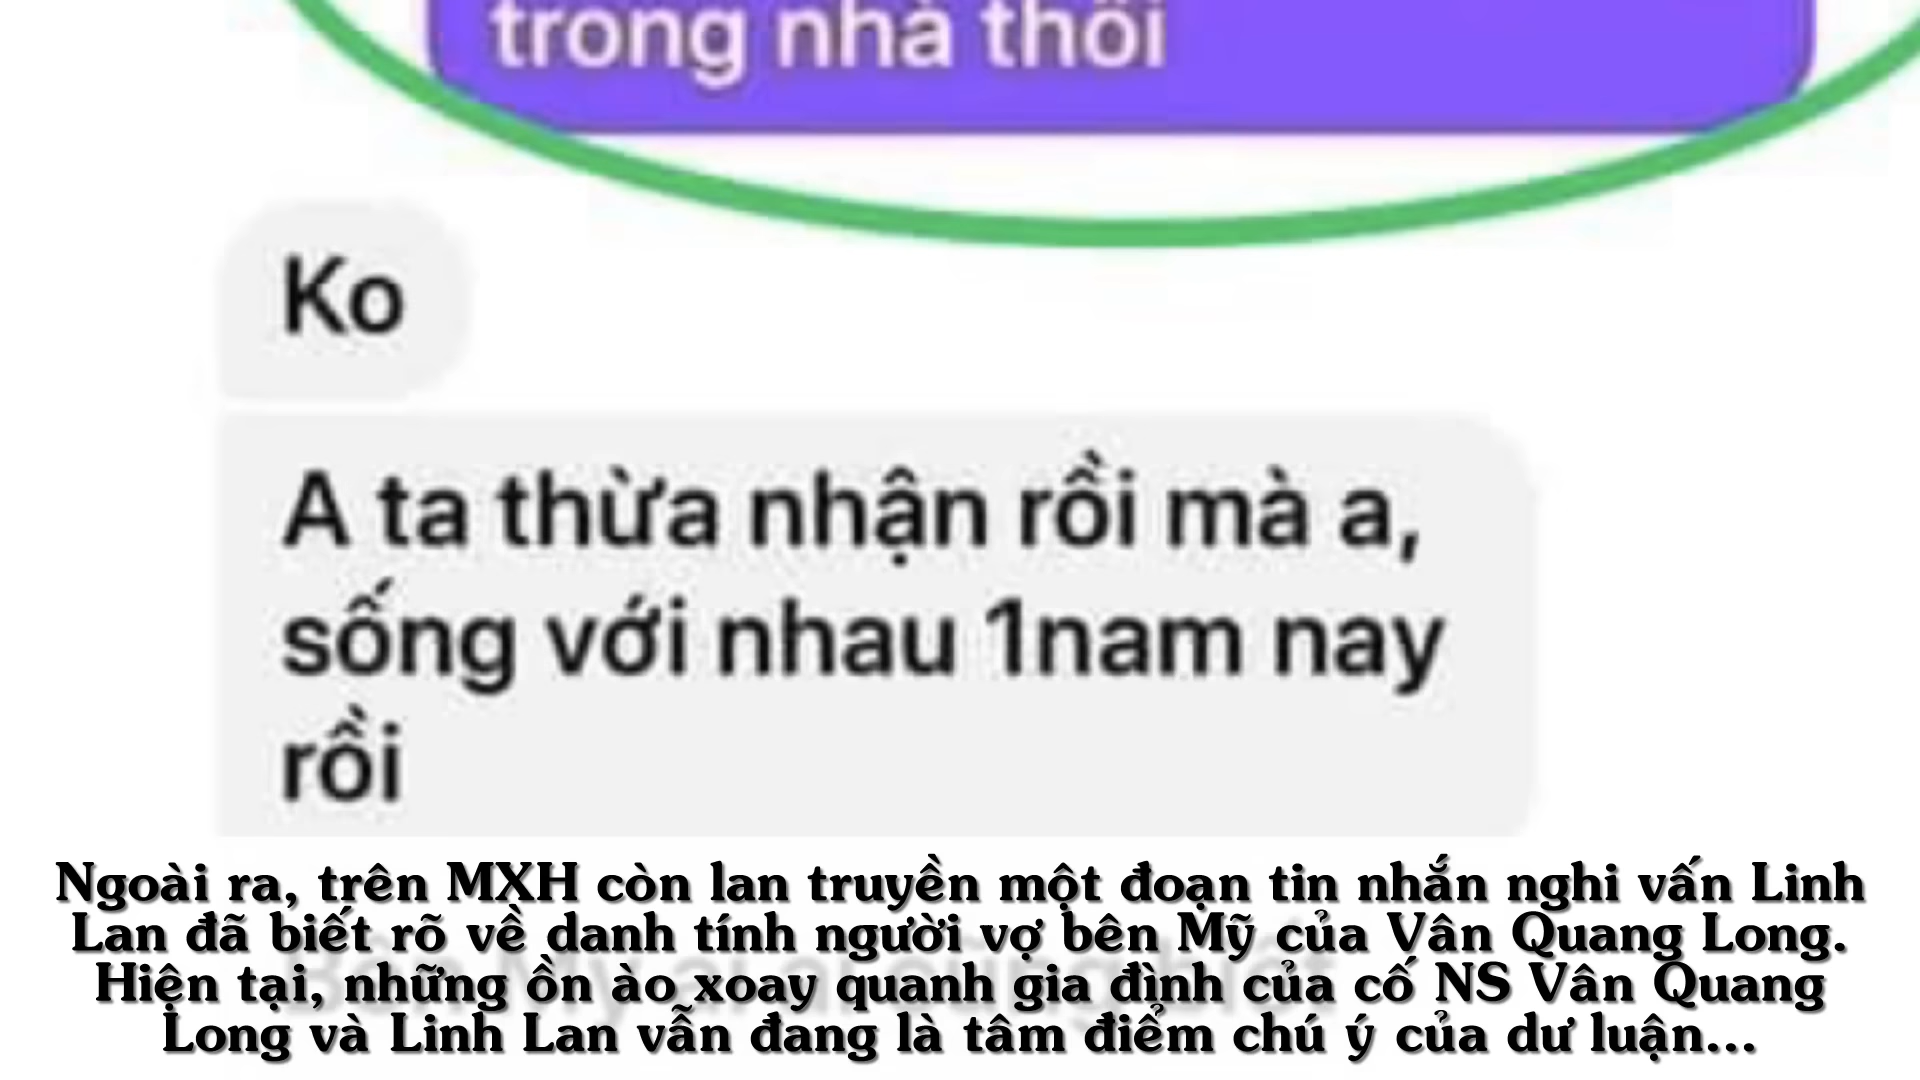 trong nhà thôi
Ko
A ta thừa nhận rồi mà a,
sống với nhau 1nam nay
rồi
Ngoài ra, trên MXH còn lan truyền một đoạn tin nhắn nghi vấn Linh
Lan đã biết rõ về danh tính người vợ bên Mỹ của Vân Quang Long.
Hiện tại, những ồn ào xoay quanh gia đình của cố NS Vân Quang
Long và Linh Lan vẫn đang là tâm điểm chú ý của dư luận...